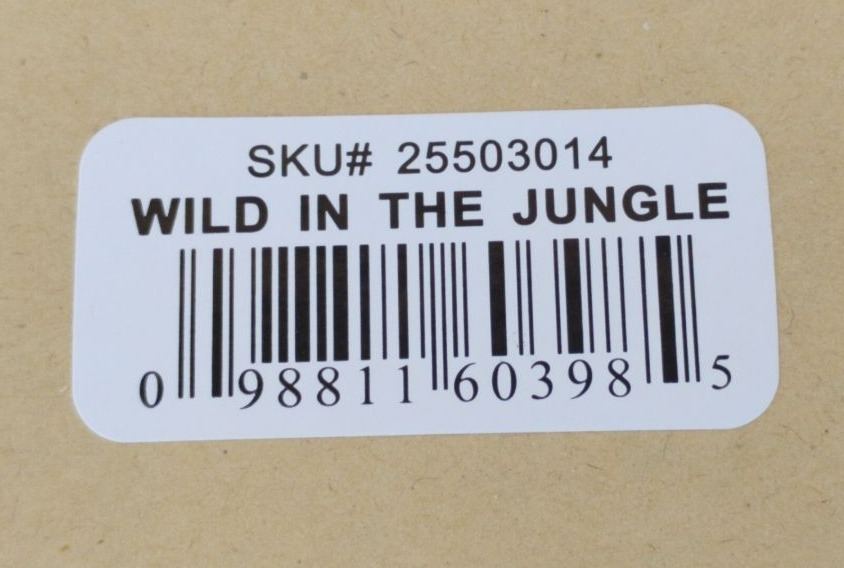 SKU# 25503014
WILD IN THE JUNGLE
0 98811 60398 5